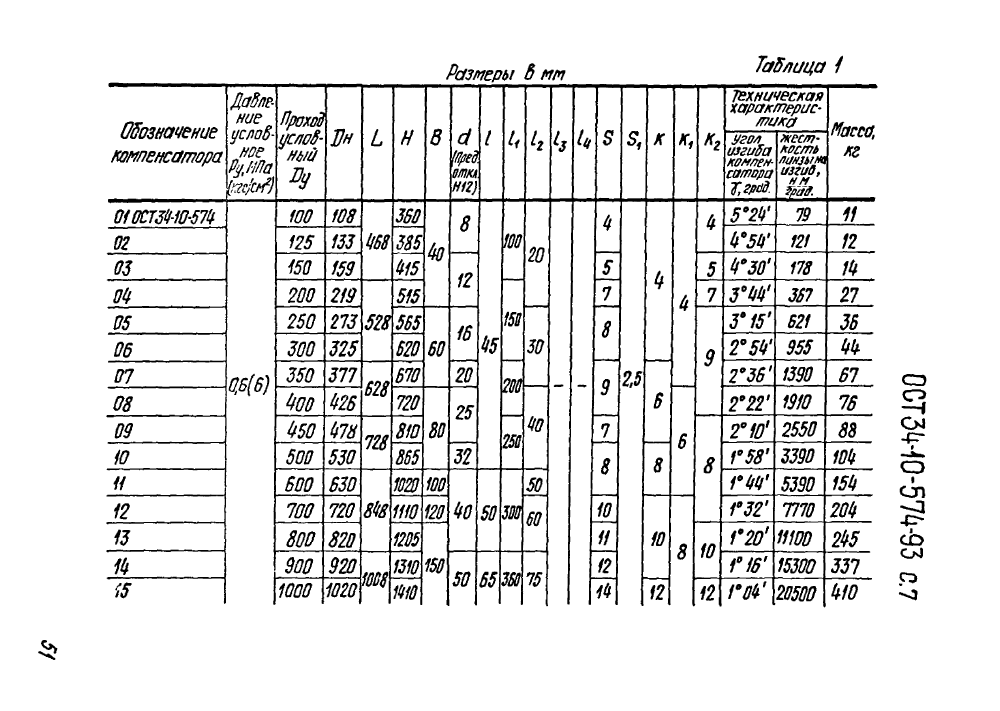 Размеры в мм
Таблица 1
Обозначение компенсатора | Давление условное Ру, МПа (кгс/см²) | Проход условный Dу | Dн | L | H | B | d (пред. откл. H12) | l | l₁ | l₂ | l₃ | l₄ | S | S₁ | K | K₁ | K₂ | Техническая характеристика | Масса, кг
угол изгиба компенсатора γ, град. | жесткость линзы на изгиб, Н м град.
01 ОСТ34-10-574 | 0,6(6) | 100 | 108 | 468 | 360 | 40 | 8 | 45 | 100 | 20 | – | – | 4 | 2,5 | 4 | 4 | 4 | 5°24' | 79 | 11
02 | 125 | 133 | 385 | 4°54' | 121 | 12
03 | 150 | 159 | 415 | 12 | 5 | 5 | 4°30' | 178 | 14
04 | 200 | 219 | 528 | 515 | 150 | 7 | 7 | 3°44' | 367 | 27
05 | 250 | 273 | 565 | 60 | 16 | 30 | 8 | 9 | 3°15' | 621 | 36
06 | 300 | 325 | 620 | 2°54' | 955 | 44
07 | 350 | 377 | 628 | 670 | 20 | 200 | 9 | 6 | 2°36' | 1390 | 67
08 | 400 | 426 | 720 | 80 | 25 | 40 | 6 | 2°22' | 1910 | 76
09 | 450 | 478 | 728 | 810 | 250 | 7 | 8 | 2°10' | 2550 | 88
10 | 500 | 530 | 865 | 32 | 8 | 8 | 1°58' | 3390 | 104
11 | 600 | 630 | 848 | 1020 | 100 | 40 | 50 | 300 | 50 | 1°44' | 5390 | 154
12 | 700 | 720 | 1110 | 120 | 60 | 10 | 10 | 8 | 1°32' | 7770 | 204
13 | 800 | 820 | 1205 | 150 | 11 | 10 | 1°20' | 11100 | 245
14 | 900 | 920 | 1008 | 1310 | 50 | 65 | 360 | 75 | 12 | 1°16' | 15300 | 337
15 | 1000 | 1020 | 1410 | 14 | 12 | 12 | 1°04' | 20500 | 410
ОСТ34-10-574-93 с.7
51